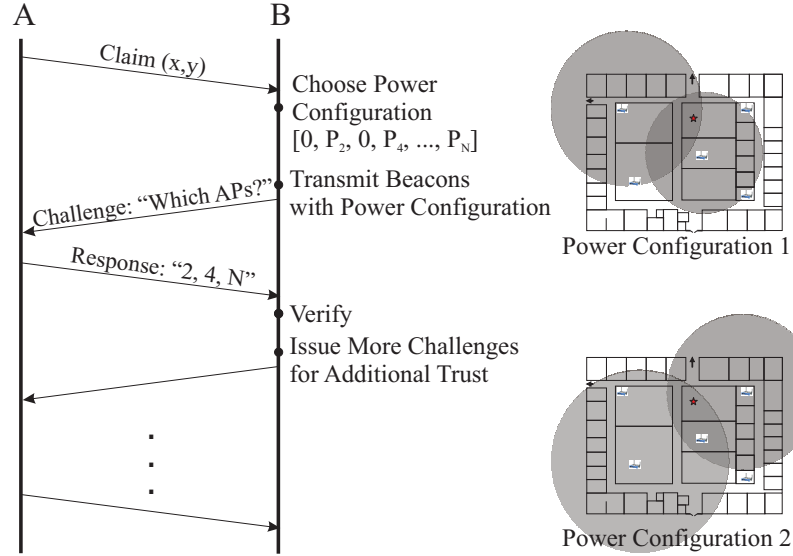 A
B
Claim (x,y)
Choose Power
Configuration
[0, P₂, 0, P₄, ..., P_N]
Transmit Beacons
with Power Configuration
Challenge: “Which APs?”
Response: “2, 4, N”
Verify
Issue More Challenges
for Additional Trust
Power Configuration 1
Power Configuration 2